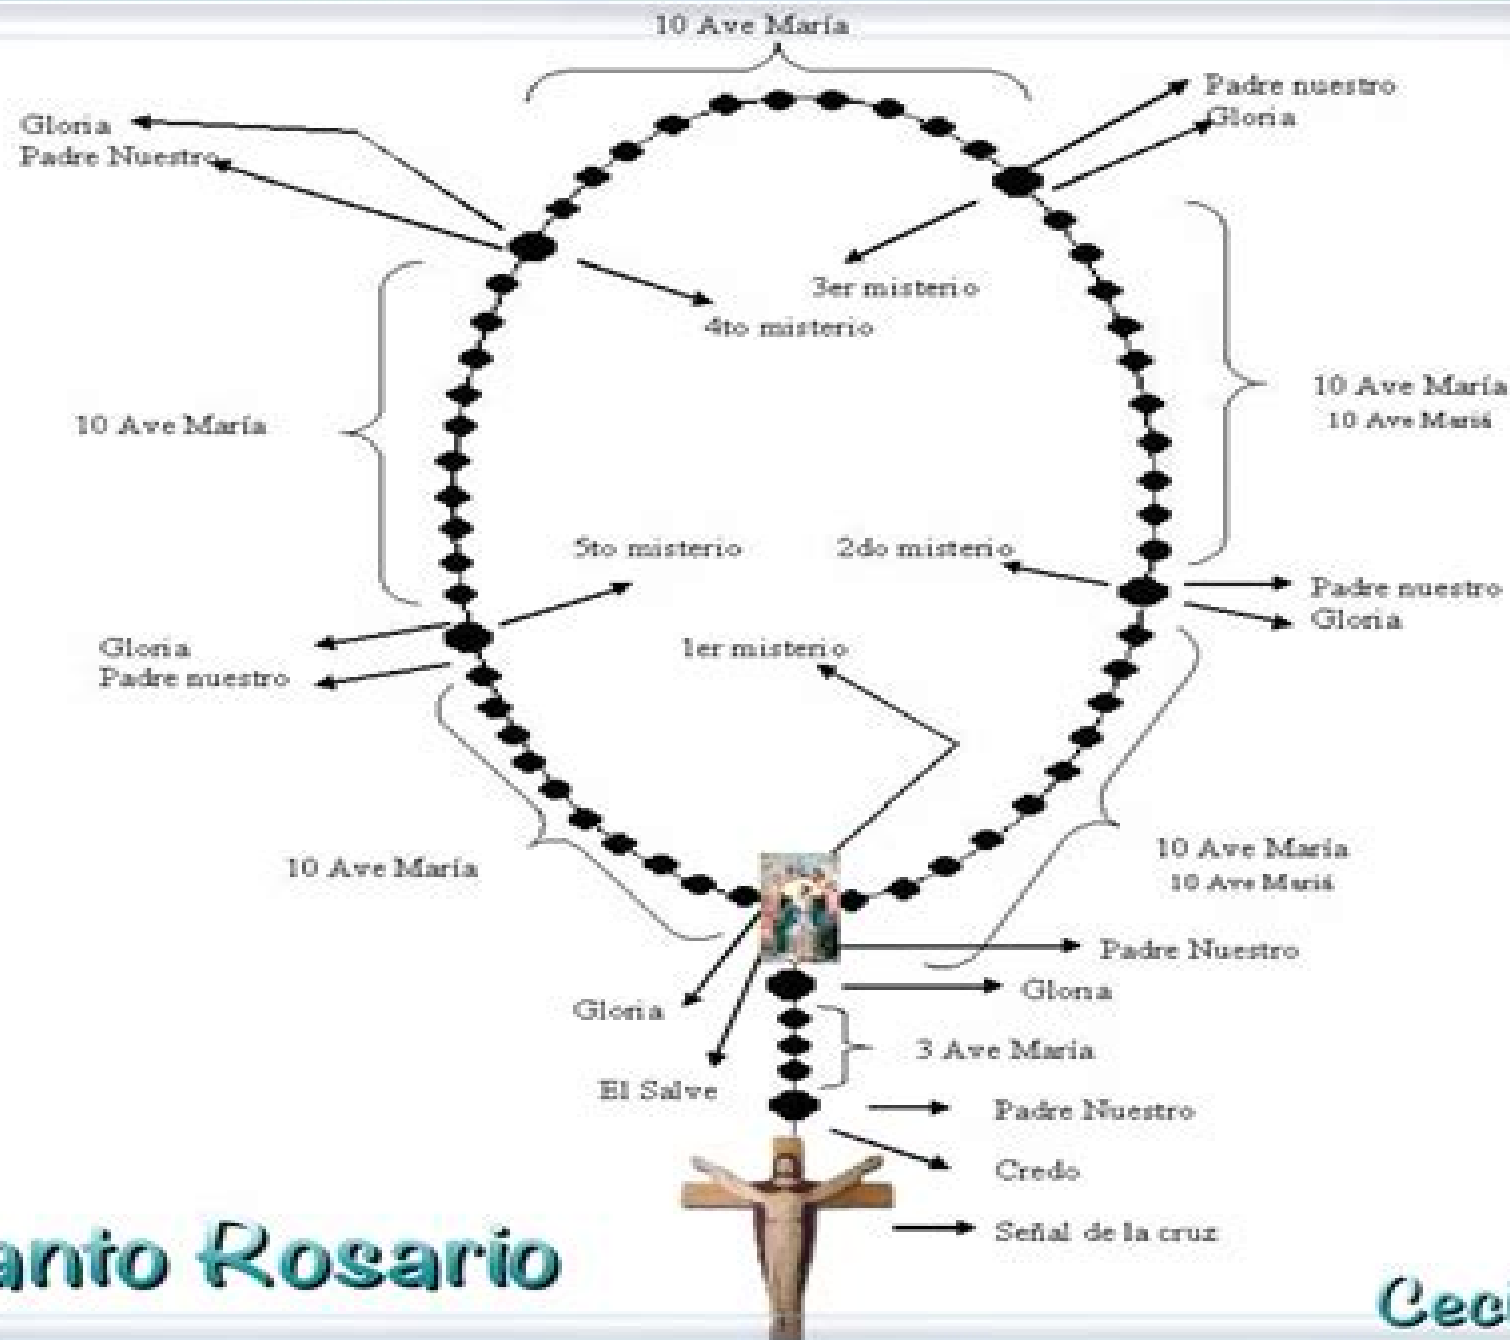 10 Ave María
Padre nuestro
Gloria
Gloria
Padre Nuestro
3er misterio
4to misterio
10 Ave María
10 Ave Mariá
10 Ave María
5to misterio
2do misterio
Padre nuestro
Gloria
Gloria
Padre nuestro
1er misterio
10 Ave María
10 Ave Mariá
10 Ave María
Padre Nuestro
Gloria
Gloria
3 Ave María
El Salve
Padre Nuestro
Credo
Señal de la cruz
anto Rosario
Ceci